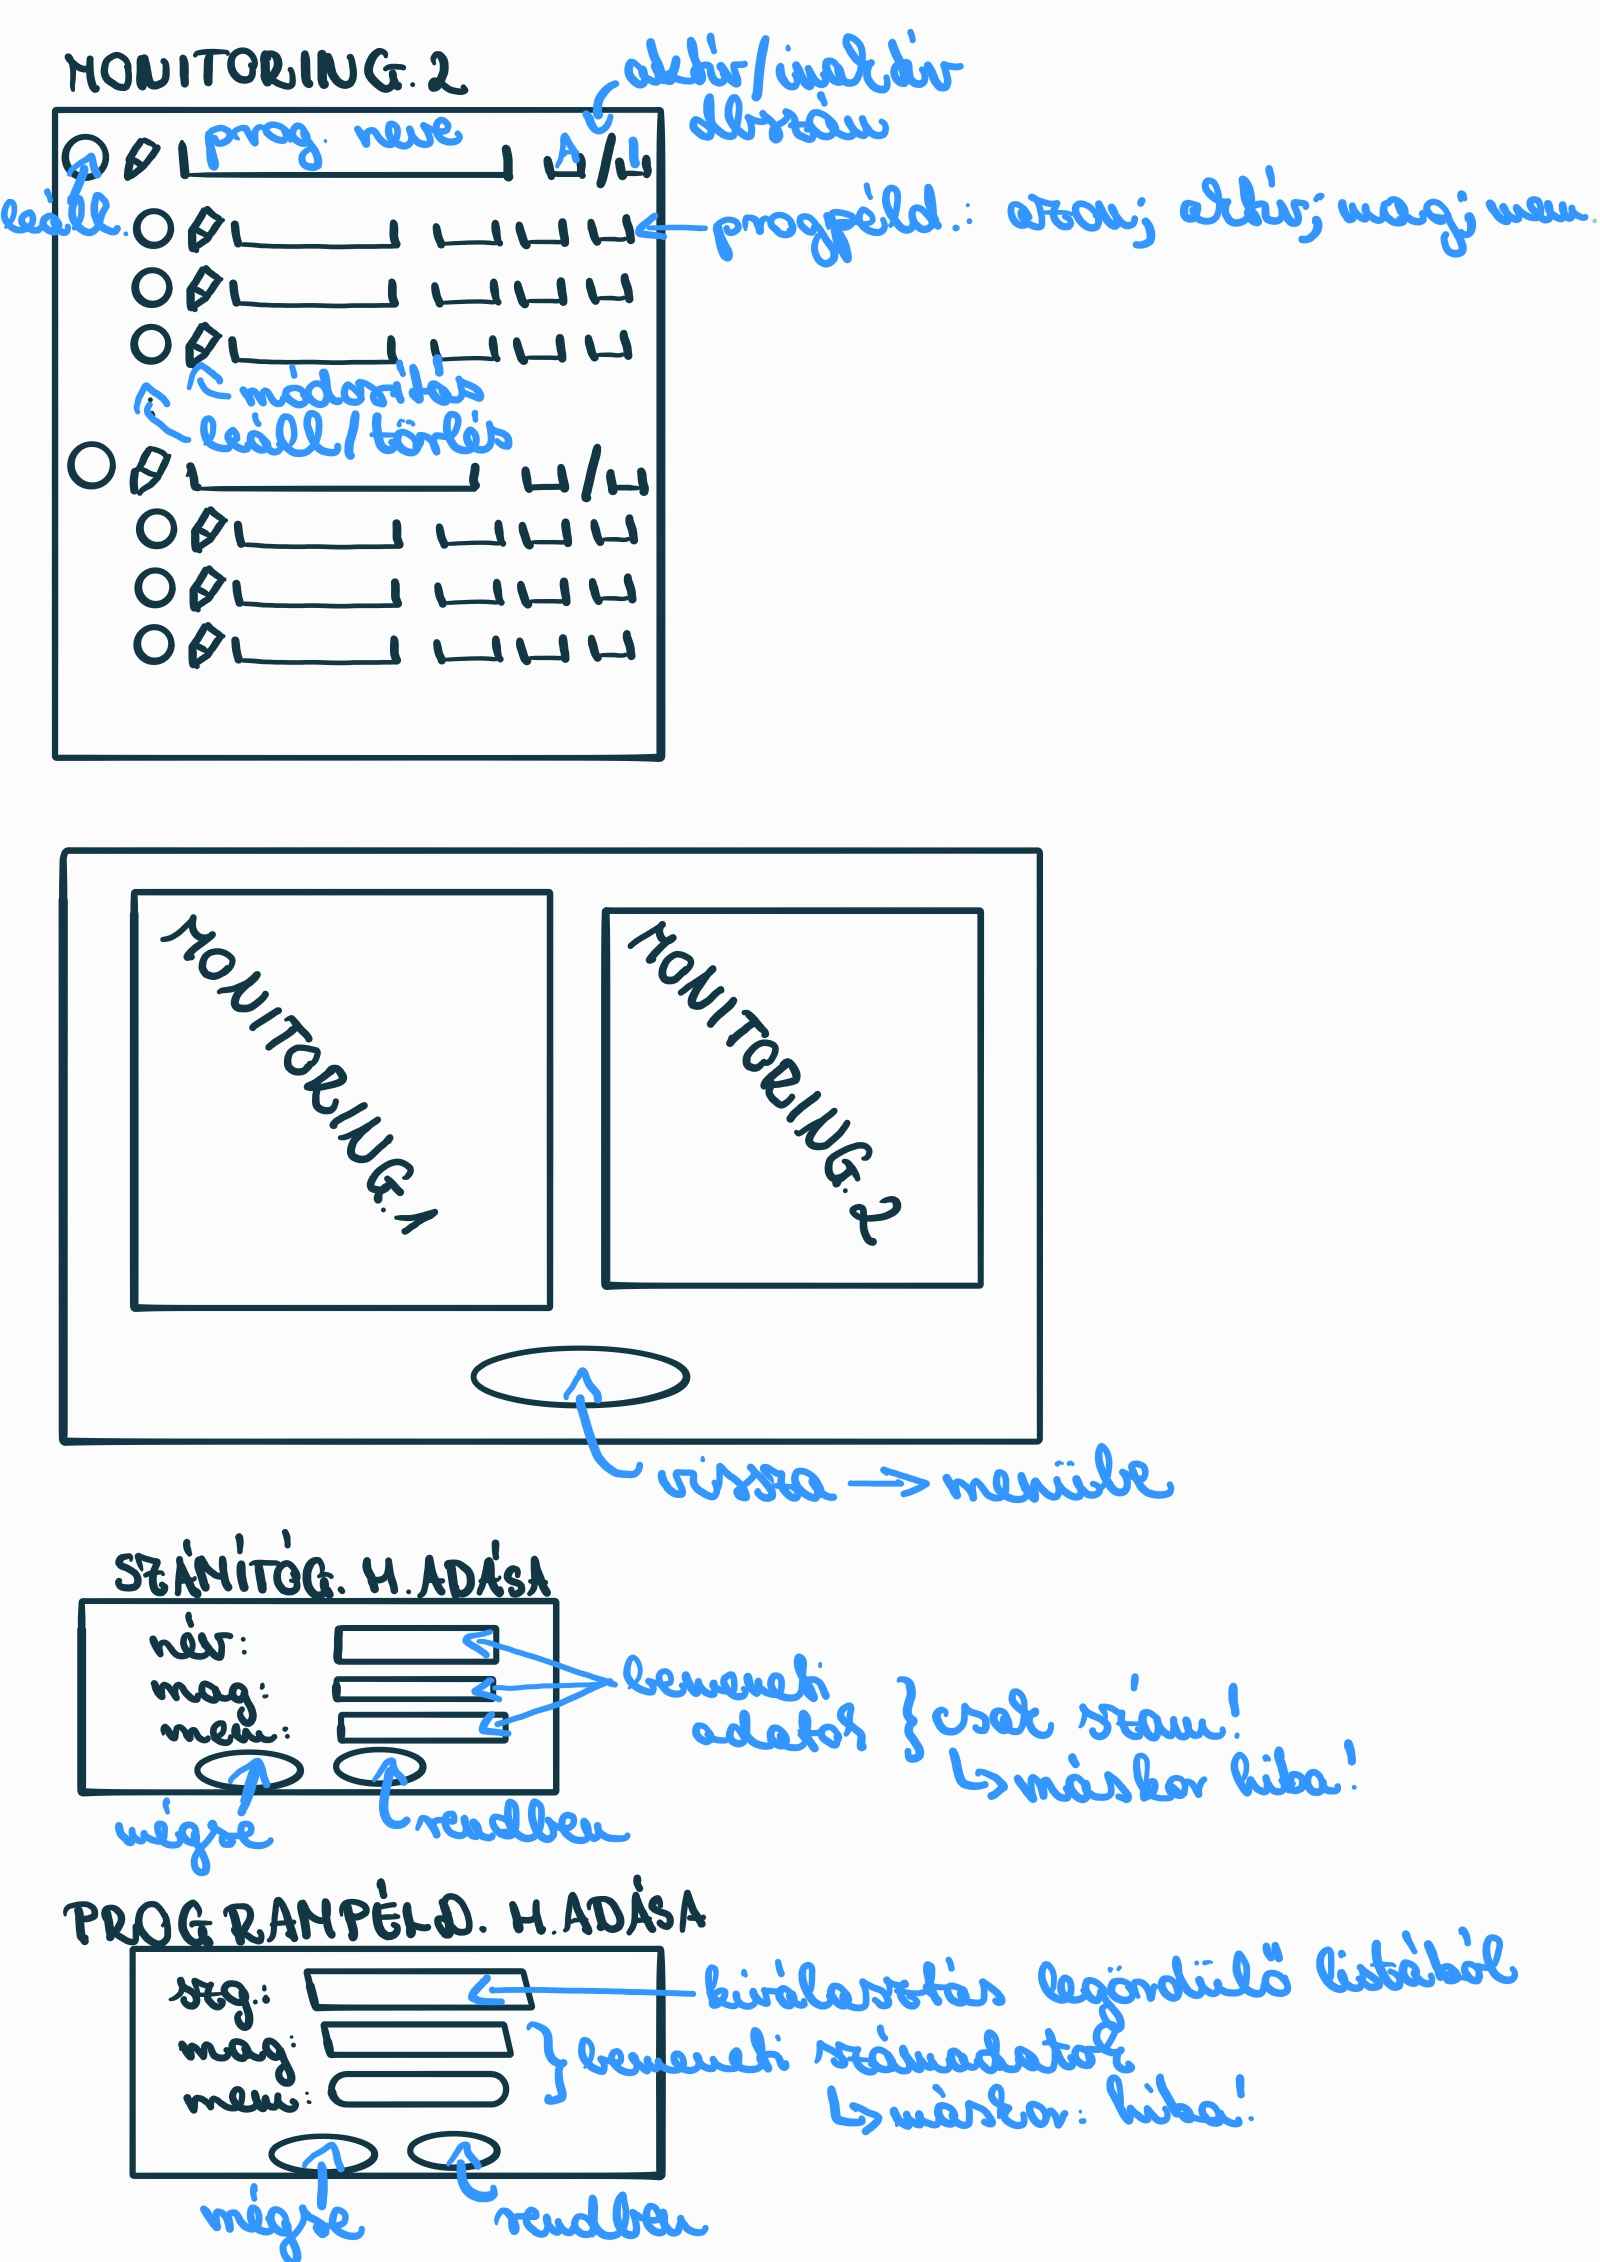 MONITORING. 2.
aktív/inaktív
dbszám
prog. neve
A/I
leáll.
progpéld.: azon; aktív; mag; mem.
módosítás
leáll/törlés
MONITORING. 1
MONITORING. 2
vissza → menübe
SZÁMÍTÓG. M.ADÁSA
név:
mag:
mem:
bemeneti
adatok } csak szám!
↳ máskor hiba!
mégse
rendben
PROGRAMPÉLD. M.ADÁSA
szg.:
kiválasztás legördülő listából
mag:
mem:
} bemeneti számadatok
↳ máskor: hiba!
mégse
rendben